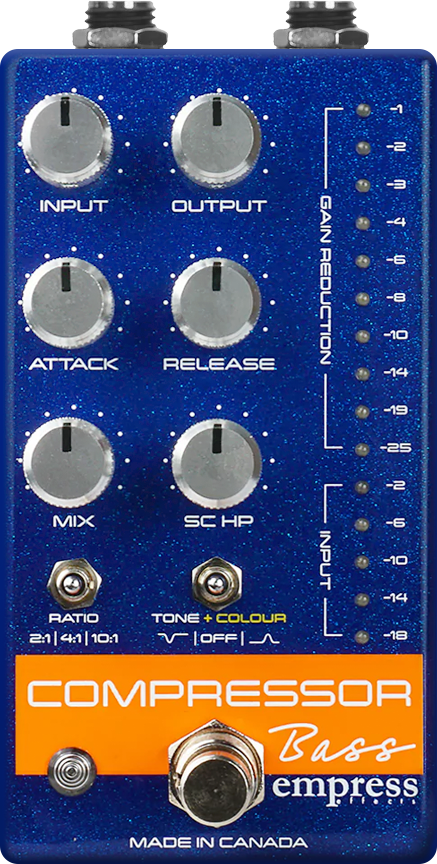 INPUT OUTPUT
ATTACK RELEASE
MIX SC HP
RATIO TONE + COLOUR
2:1|4:1|10:1 |OFF|
GAIN REDUCTION
-1
-2
-3
-4
-6
-8
-10
-14
-19
-25
INPUT
-2
-6
-10
-14
-18
COMPRESSOR
Bass
empress
effects
MADE IN CANADA